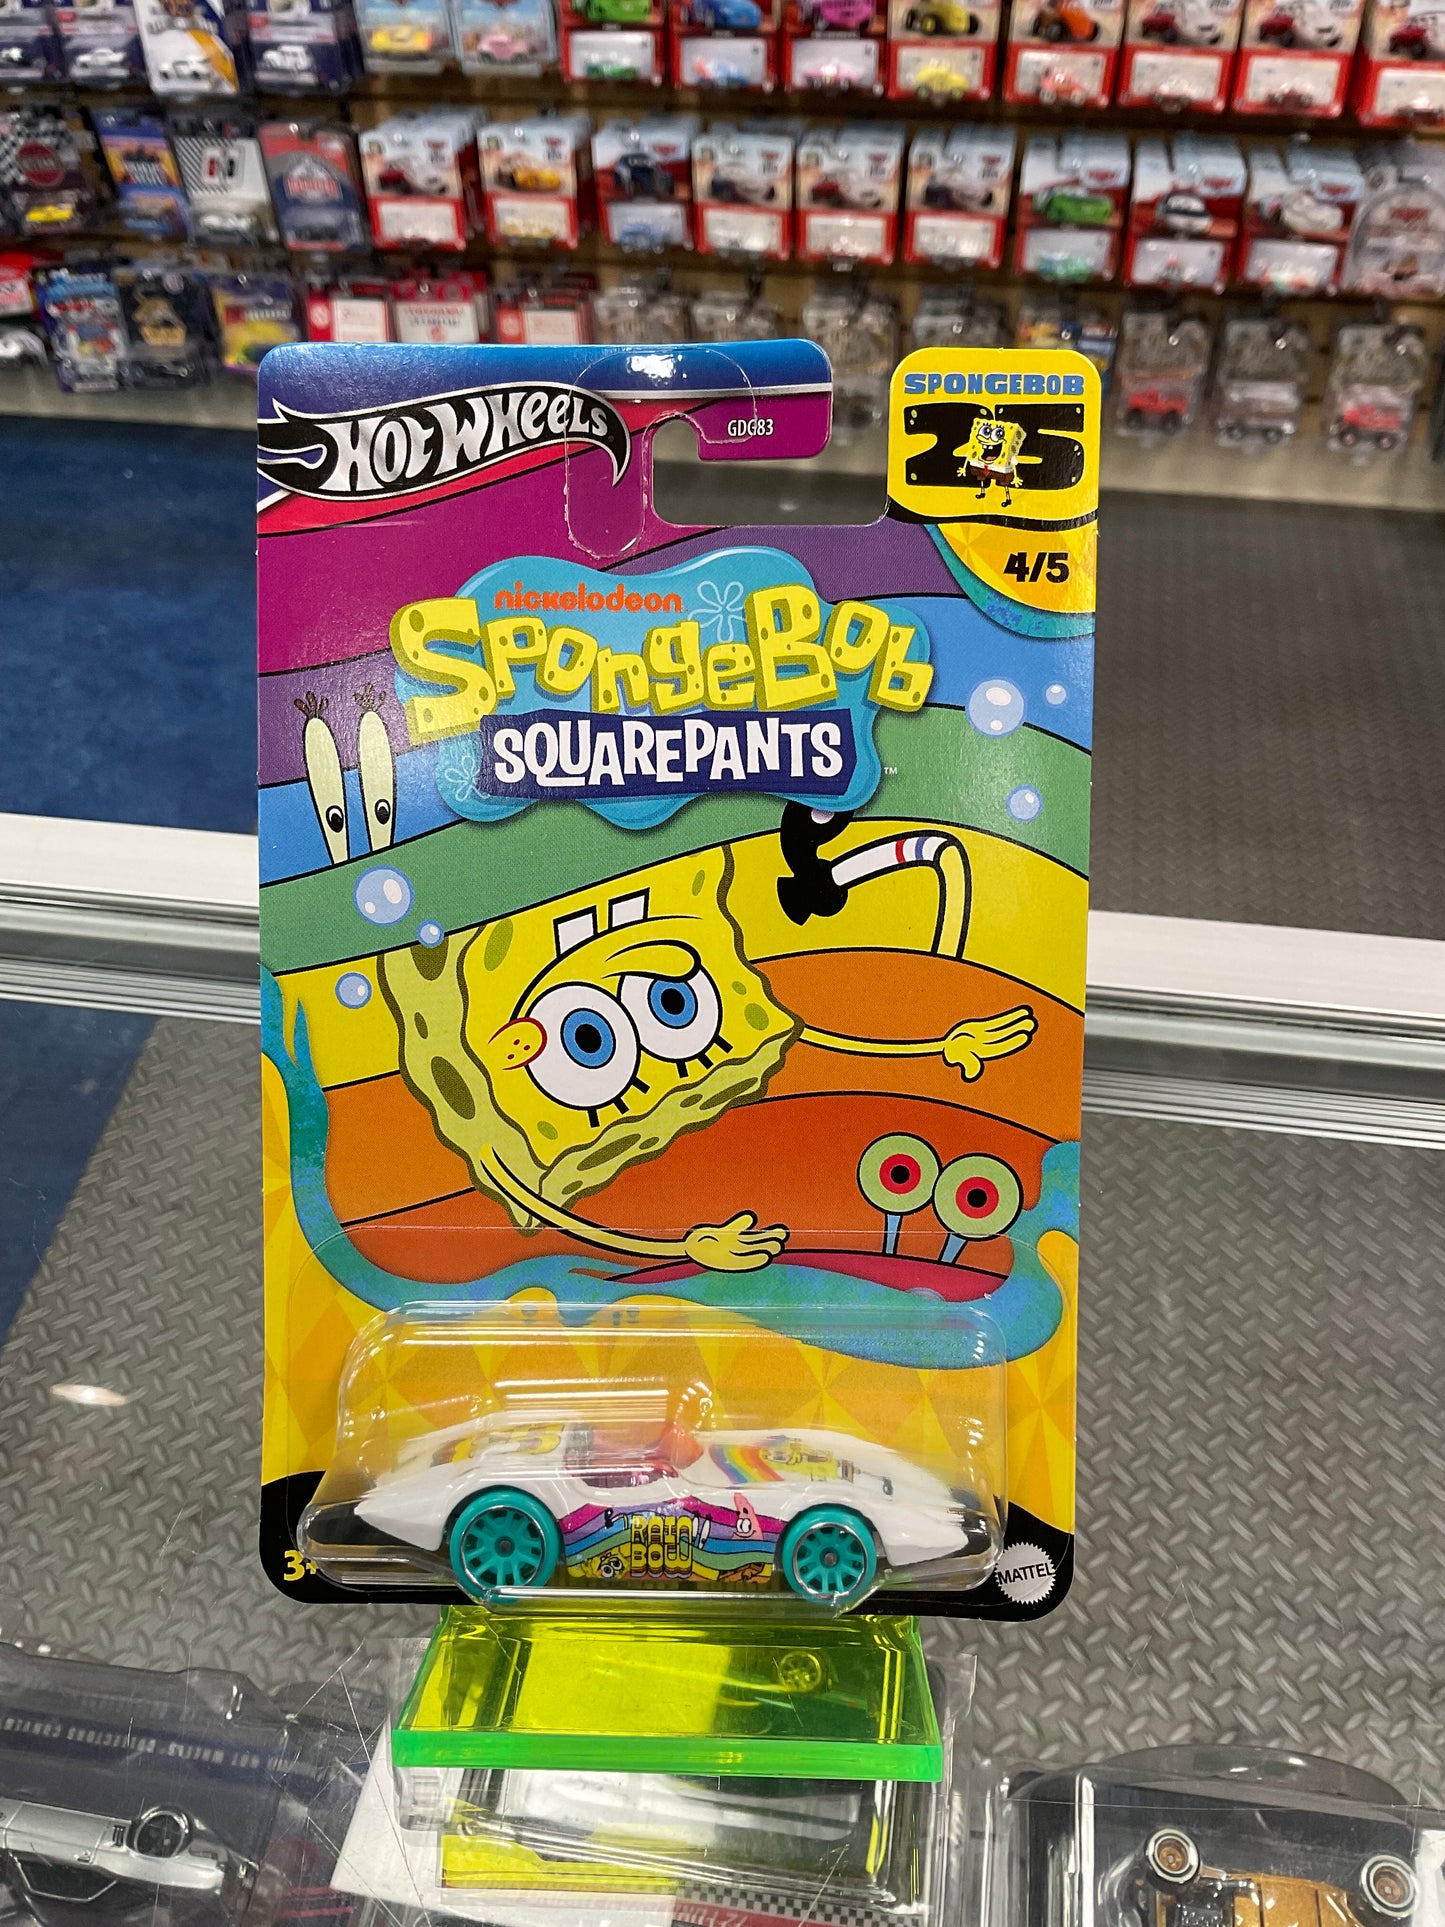 HOT WHEELS
GDG83
SPONGEBOB
25
4/5
nickelodeon
SPONGEBOB
SQUAREPANTS
™
RAIN
BOW
3+
MATTEL